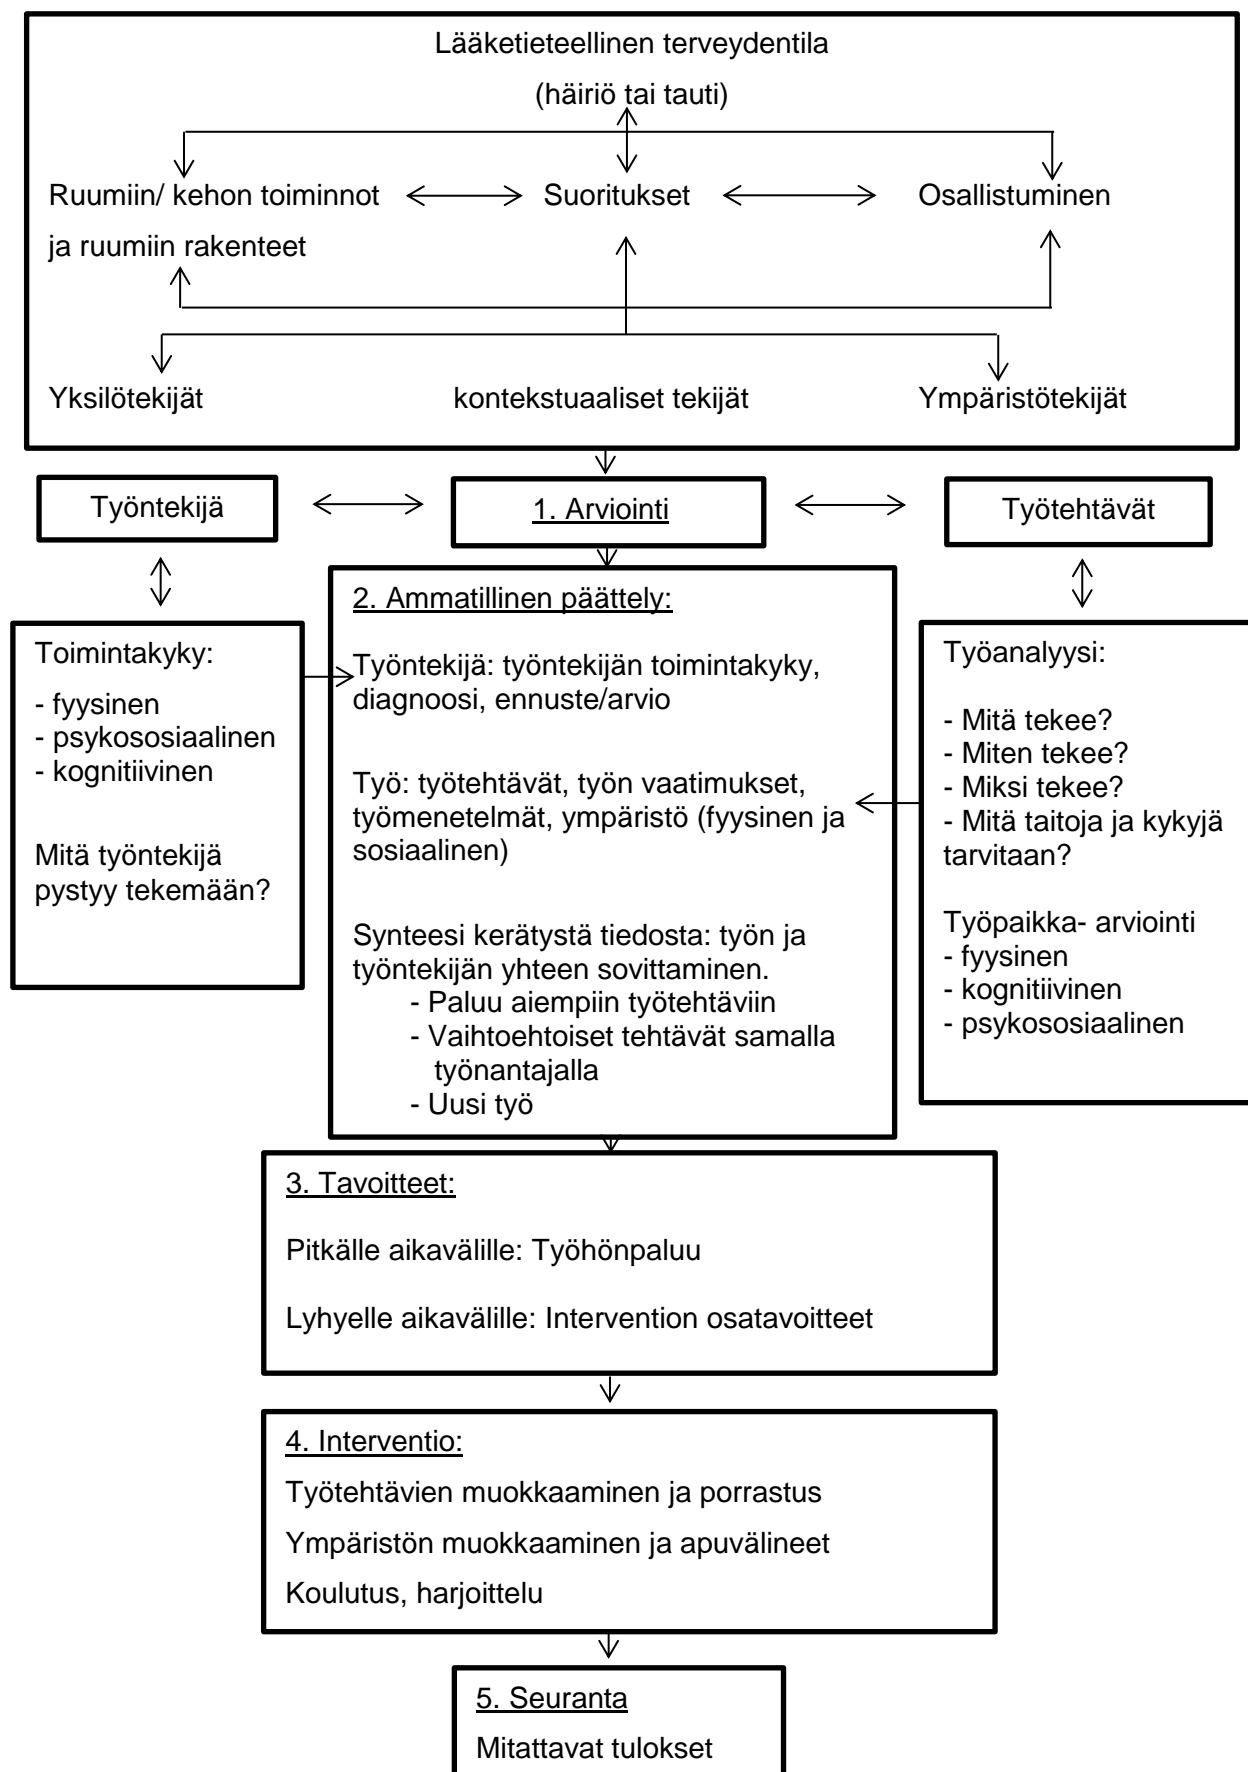 Lääketieteellinen terveydentila
(häiriö tai tauti)
Ruumiin/ kehon toiminnot
ja ruumiin rakenteet
Suoritukset
Osallistuminen
Yksilötekijät
kontekstuaaliset tekijät
Ympäristötekijät
Työntekijä
1. Arviointi
Työtehtävät
Toimintakyky:
- fyysinen
- psykososiaalinen
- kognitiivinen
Mitä työntekijä
pystyy tekemään?
2. Ammatillinen päättely:
Työntekijä: työntekijän toimintakyky,
diagnoosi, ennuste/arvio
Työ: työtehtävät, työn vaatimukset,
työmenetelmät, ympäristö (fyysinen ja
sosiaalinen)
Synteesi kerätystä tiedosta: työn ja
työntekijän yhteen sovittaminen.
- Paluu aiempiin työtehtäviin
- Vaihtoehtoiset tehtävät samalla
työnantajalla
- Uusi työ
Työanalyysi:
- Mitä tekee?
- Miten tekee?
- Miksi tekee?
- Mitä taitoja ja kykyjä
tarvitaan?
Työpaikka- arviointi
- fyysinen
- kognitiivinen
- psykososiaalinen
3. Tavoitteet:
Pitkälle aikavälille: Työhönpaluu
Lyhyelle aikavälille: Intervention osatavoitteet
4. Interventio:
Työtehtävien muokkaaminen ja porrastus
Ympäristön muokkaaminen ja apuvälineet
Koulutus, harjoittelu
5. Seuranta
Mitattavat tulokset